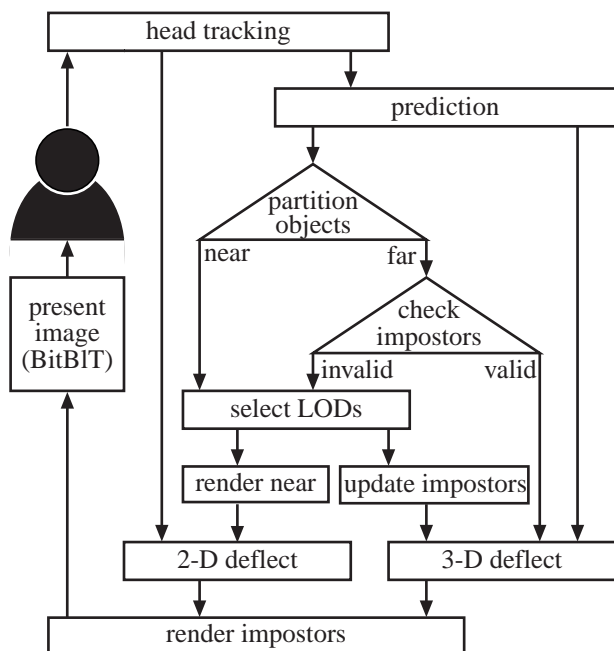 head tracking
prediction
partition
objects
near
far
present
image
(BitBlT)
check
impostors
invalid
valid
select LODs
render near
update impostors
2-D deflect
3-D deflect
render impostors